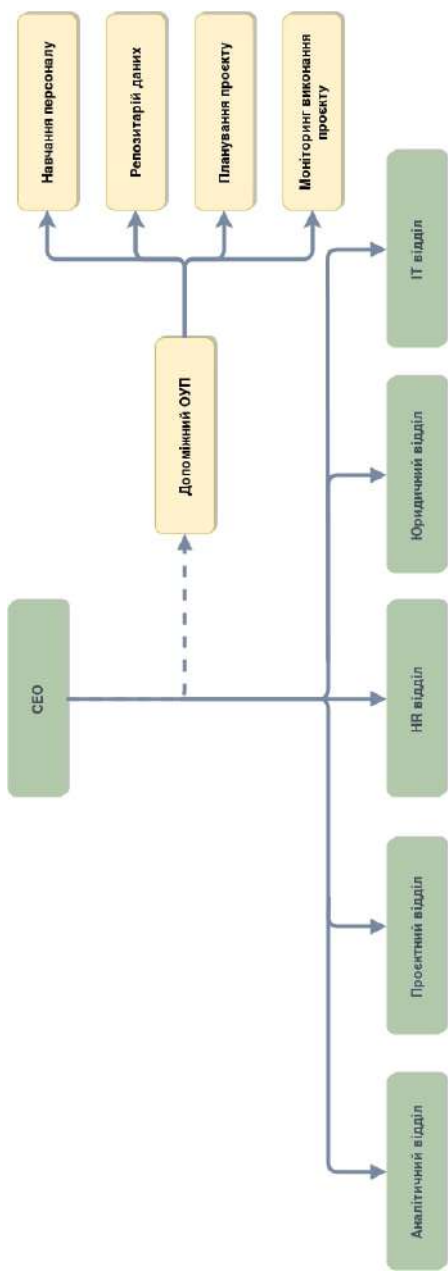 CEO
Допоміжний ОУП
Навчання персоналу
Репозитарій даних
Планування проєкту
Моніторинг виконання
проєкту
Аналітичний відділ
Проєктний відділ
HR відділ
Юридичний відділ
IT відділ